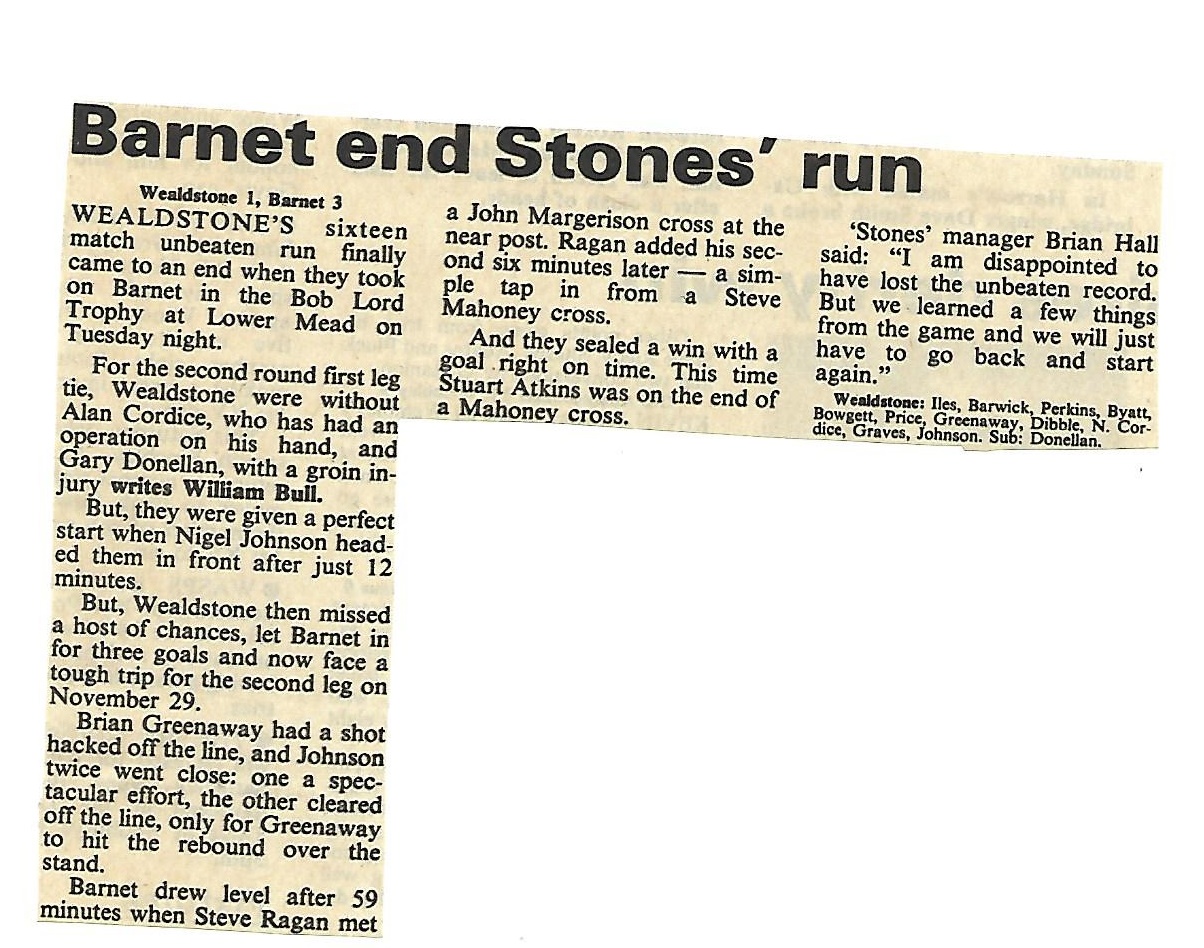 Barnet end Stones' run
Wealdstone 1, Barnet 3
WEALDSTONE'S sixteen
match unbeaten run finally
came to an end when they took
on Barnet in the Bob Lord
Trophy at Lower Mead on
Tuesday night.
For the second round first leg
tie, Wealdstone were without
Alan Cordice, who has had an
operation on his hand, and
Gary Donellan, with a groin in-
jury writes William Bull.
But, they were given a perfect
start when Nigel Johnson head-
ed them in front after just 12
minutes.
But, Wealdstone then missed
a host of chances, let Barnet in
for three goals and now face a
tough trip for the second leg on
November 29.
Brian Greenaway had a shot
hacked off the line, and Johnson
twice went close: one a spec-
tacular effort, the other cleared
off the line, only for Greenaway
to hit the rebound over the
stand.
Barnet drew level after 59
minutes when Steve Ragan met
a John Margerison cross at the
near post. Ragan added his sec-
ond six minutes later — a sim-
ple tap in from a Steve
Mahoney cross.
And they sealed a win with a
goal right on time. This time
Stuart Atkins was on the end of
a Mahoney cross.
'Stones' manager Brian Hall
said: "I am disappointed to
have lost the unbeaten record.
But we learned a few things
from the game and we will just
have to go back and start
again."
Wealdstone: Iles, Barwick, Perkins, Byatt,
Bowgett, Price, Greenaway, Dibble, N. Cor-
dice, Graves, Johnson. Sub: Donellan.